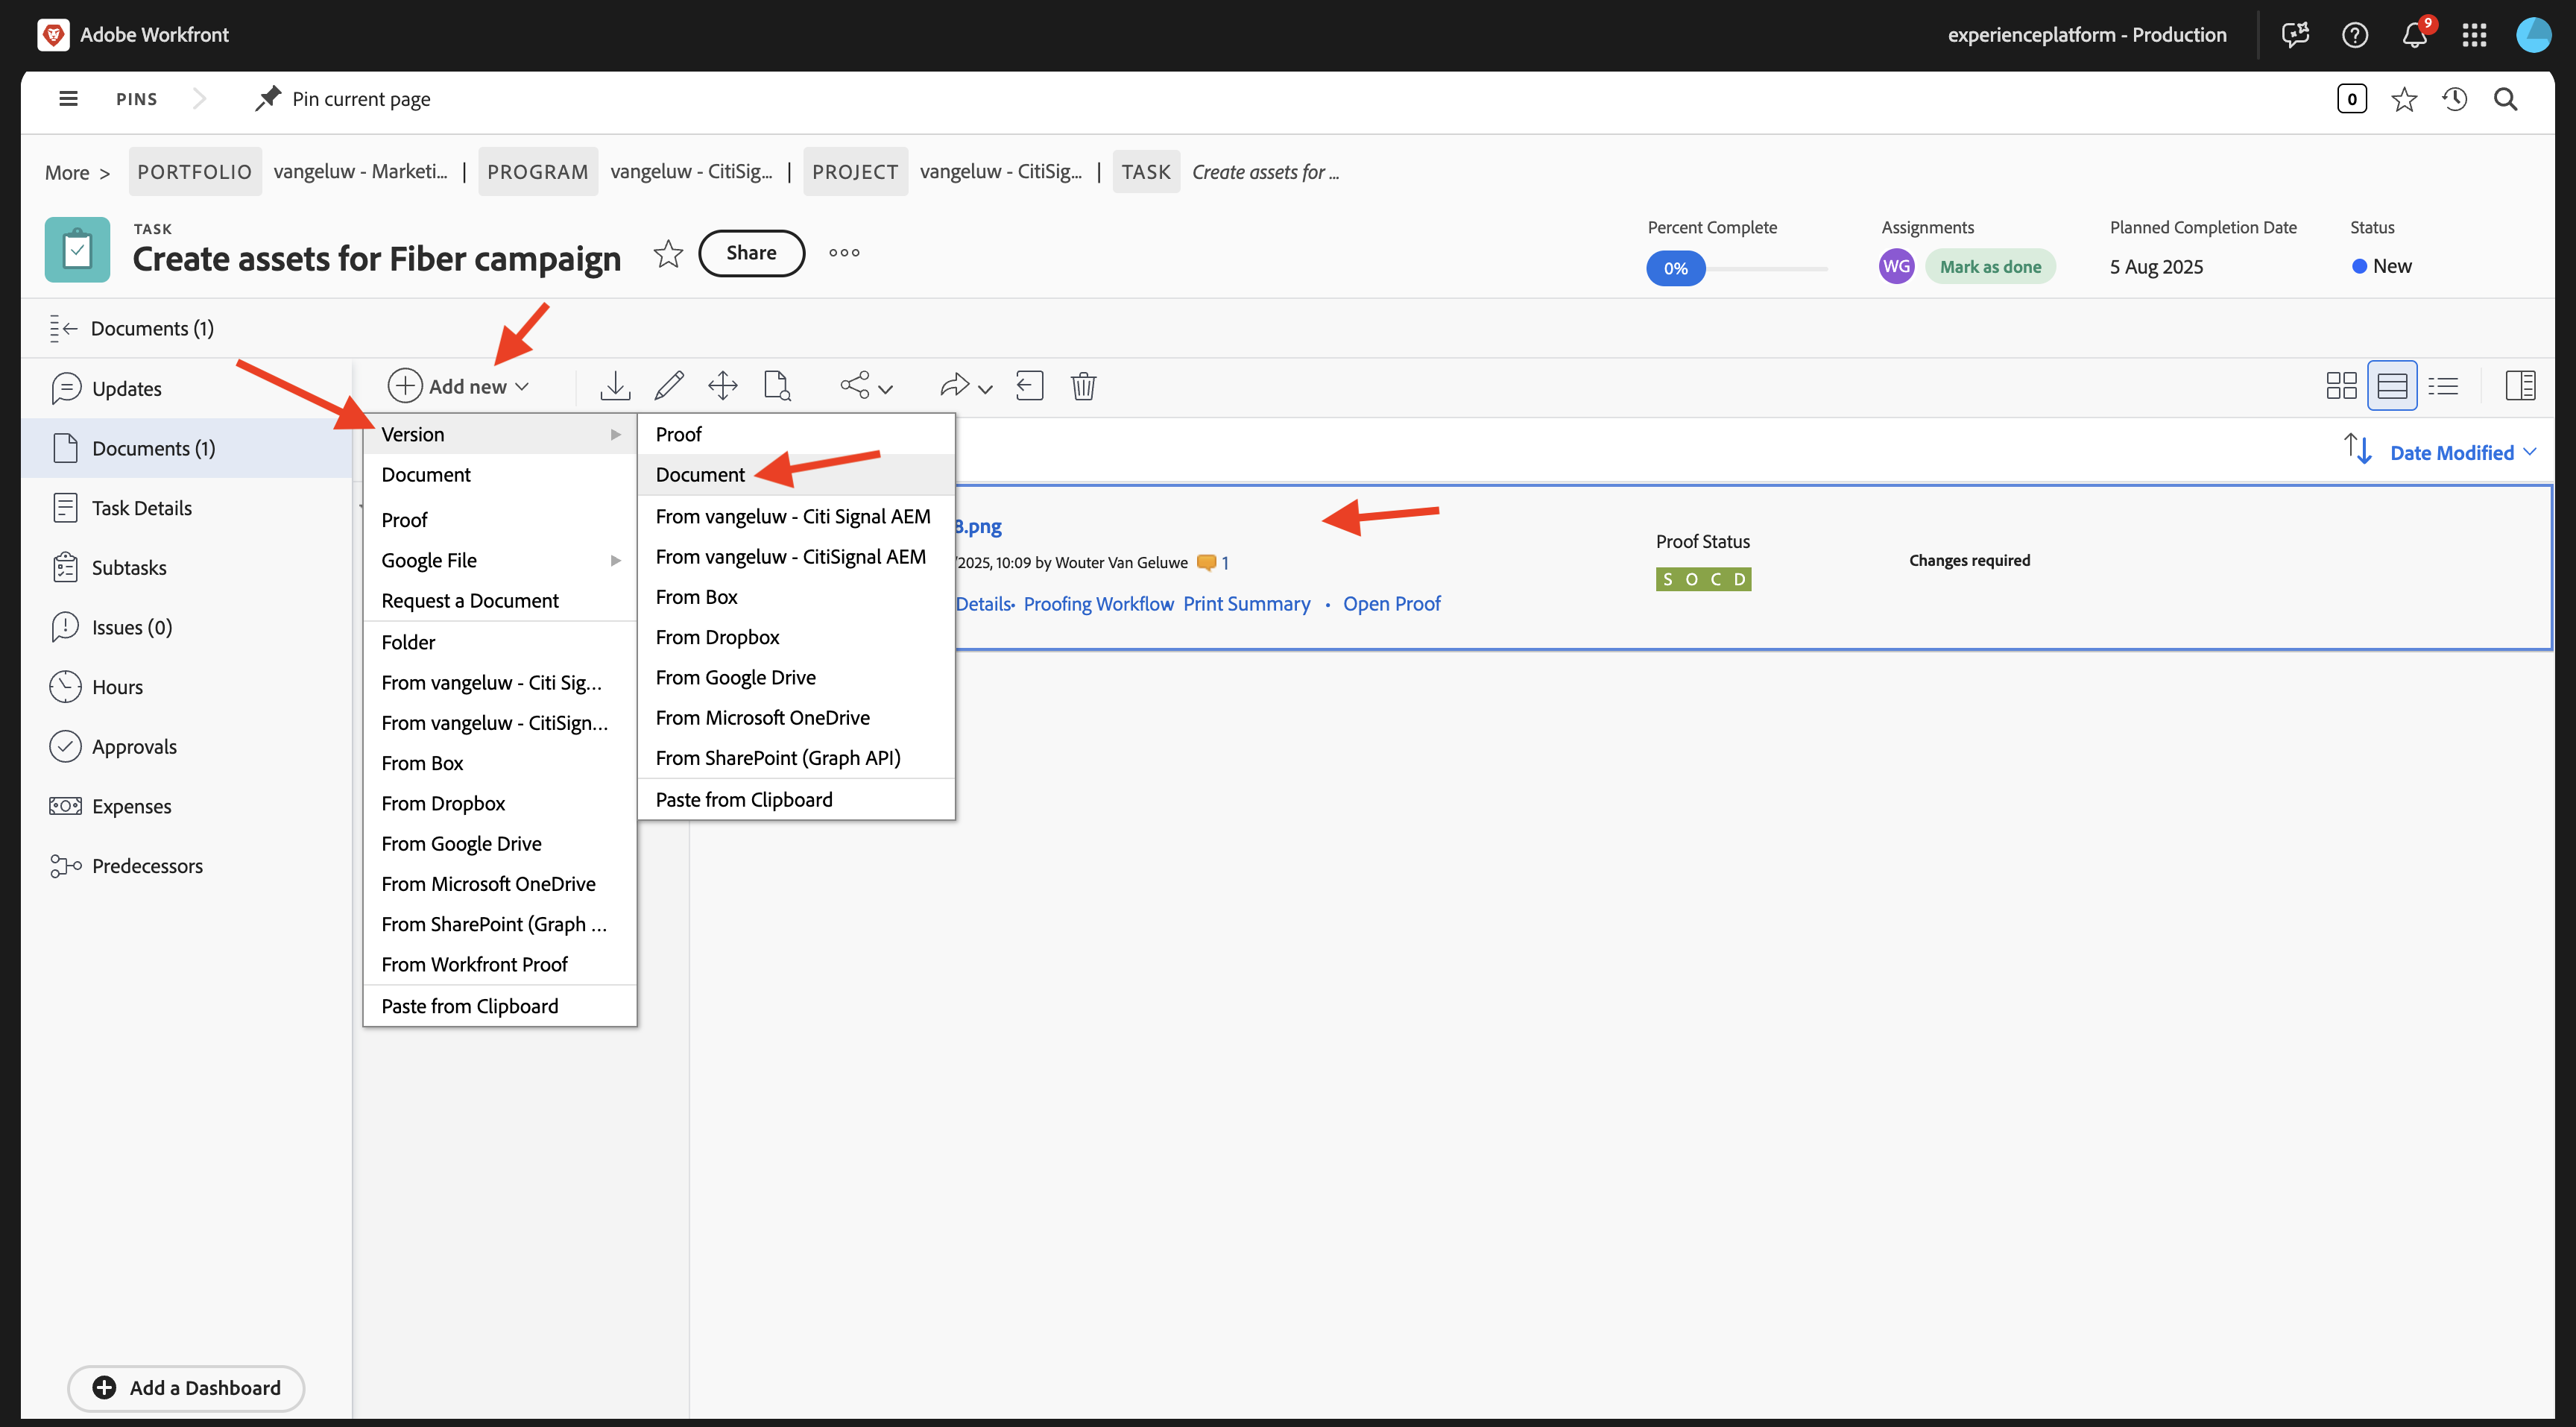 Adobe Workfront
experienceplatform - Production
9
PINS
Pin current page
0
More >
PORTFOLIO vangeluw - Marketi... | PROGRAM vangeluw - CitiSig... | PROJECT vangeluw - CitiSig... | TASK Create assets for ...
TASK
Create assets for Fiber campaign
Share
Percent Complete
0%
Assignments
WG Mark as done
Planned Completion Date
5 Aug 2025
Status
New
Documents (1)
Updates
Documents (1)
Task Details
Subtasks
Issues (0)
Hours
Approvals
Expenses
Predecessors
Add a Dashboard
Add new
Version
Document
Proof
Google File
Request a Document
Folder
From vangeluw - Citi Sig...
From vangeluw - CitiSign...
From Box
From Dropbox
From Google Drive
From Microsoft OneDrive
From SharePoint (Graph ...
From Workfront Proof
Paste from Clipboard
Proof
Document
From vangeluw - Citi Signal AEM
From vangeluw - CitiSignal AEM
From Box
From Dropbox
From Google Drive
From Microsoft OneDrive
From SharePoint (Graph API)
Paste from Clipboard
Date Modified
8.png
/2025, 10:09 by Wouter Van Geluwe 1
Details• Proofing Workflow Print Summary • Open Proof
Proof Status
S O C D
Changes required